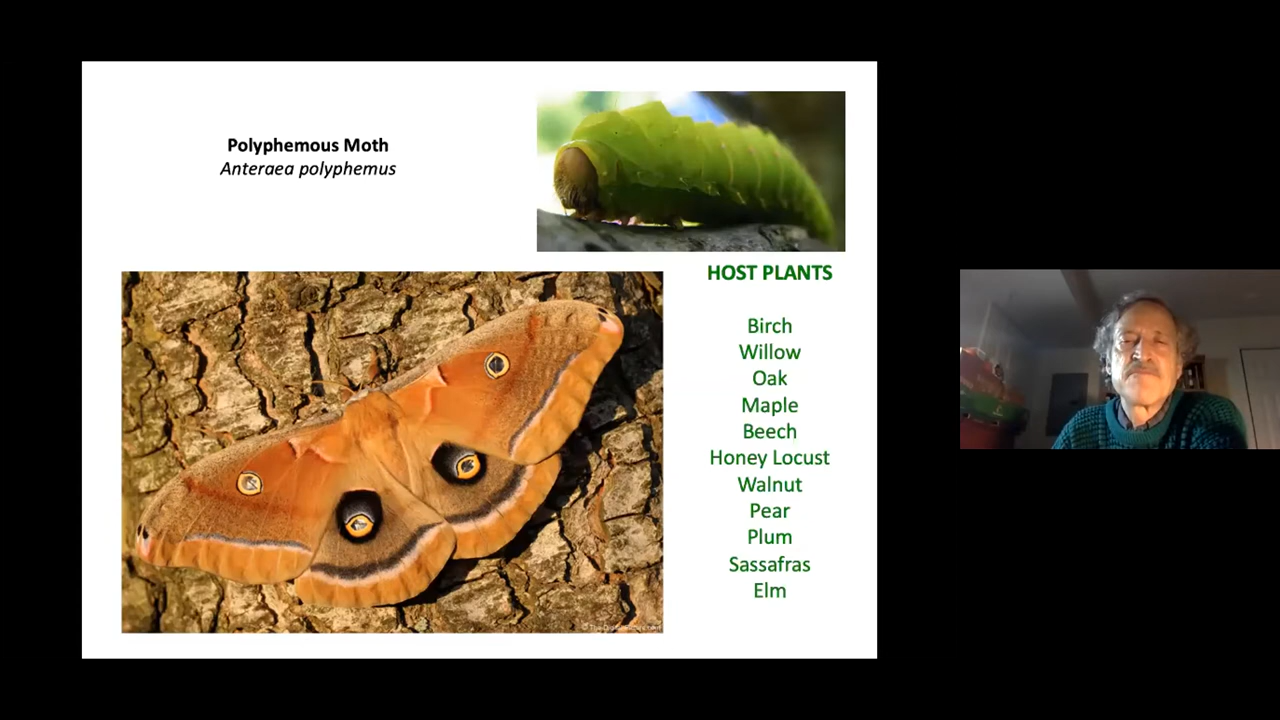 Polyphemous Moth
Anteraea polyphemus
HOST PLANTS
Birch
Willow
Oak
Maple
Beech
Honey Locust
Walnut
Pear
Plum
Sassafras
Elm